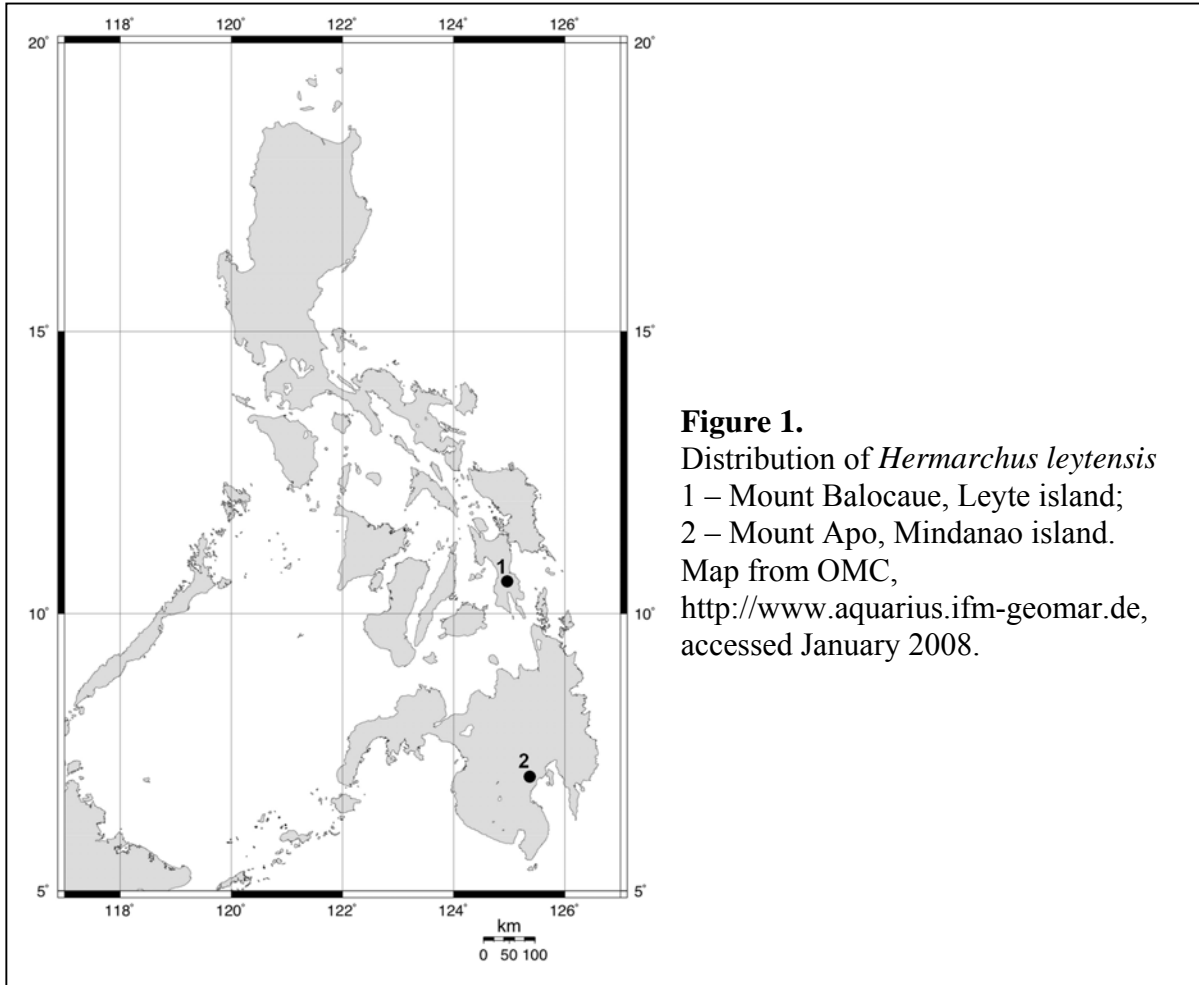 118° 120° 122° 124° 126°
20° 20°
15° 15°
10° 10°
5° 5°
1
2
118° 120° 122° 124° 126°
km
0 50 100
Figure 1.
Distribution of Hermarchus leytensis
1 – Mount Balocaue, Leyte island;
2 – Mount Apo, Mindanao island.
Map from OMC,
http://www.aquarius.ifm-geomar.de,
accessed January 2008.